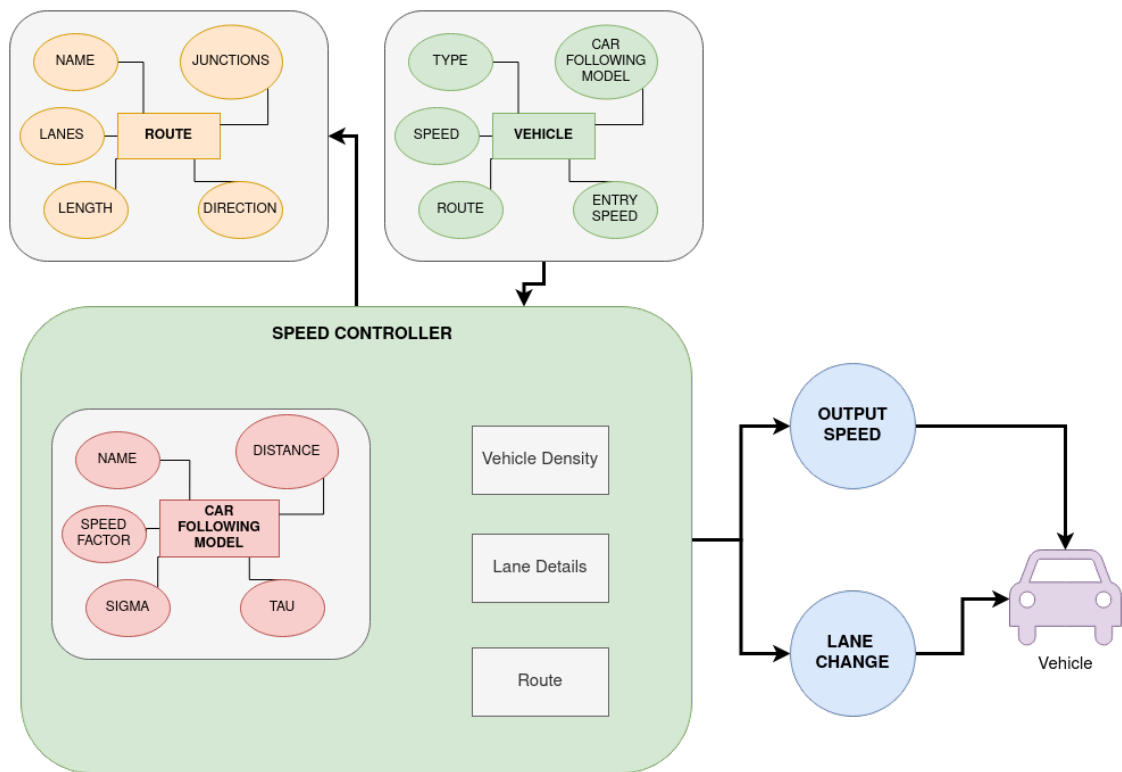 NAME
JUNCTIONS
LANES
ROUTE
LENGTH
DIRECTION
TYPE
CAR
FOLLOWING
MODEL
SPEED
VEHICLE
ROUTE
ENTRY
SPEED
SPEED CONTROLLER
NAME
DISTANCE
SPEED
FACTOR
CAR
FOLLOWING
MODEL
SIGMA
TAU
Vehicle Density
Lane Details
Route
OUTPUT
SPEED
LANE
CHANGE
Vehicle